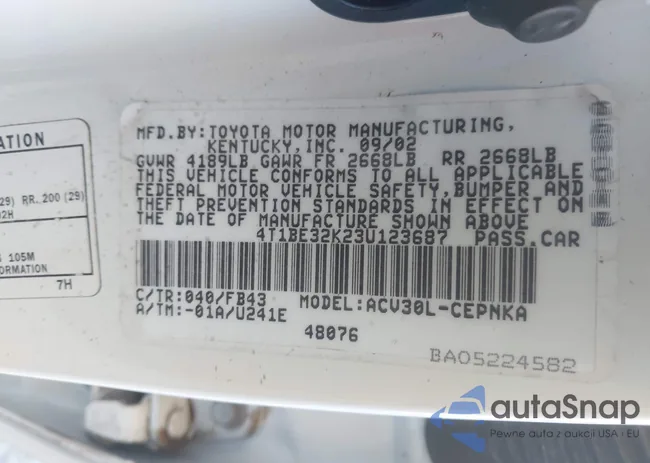 ATION
29) RR. 200 (29)
02H
105M
FORMATION
7H
MFD.BY:TOYOTA MOTOR MANUFACTURING,
KENTUCKY,INC. 09/02
GVWR 4189LB GAWR FR 2668LB RR 2668LB
THIS VEHICLE CONFORMS TO ALL APPLICABLE
FEDERAL MOTOR VEHICLE SAFETY,BUMPER AND
THEFT PREVENTION STANDARDS IN EFFECT ON
THE DATE OF MANUFACTURE SHOWN ABOVE
4T1BE32K23U123687 PASS.CAR
C/TR:040/FB43 MODEL:ACV30L-CEPNKA
A/TM:-01A/U241E
48076
BA05224582
autaSnap
Pewne auta z aukcji USA i EU